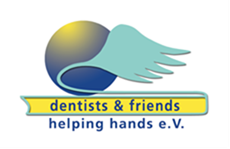 dentists & friends
helping hands e.V.